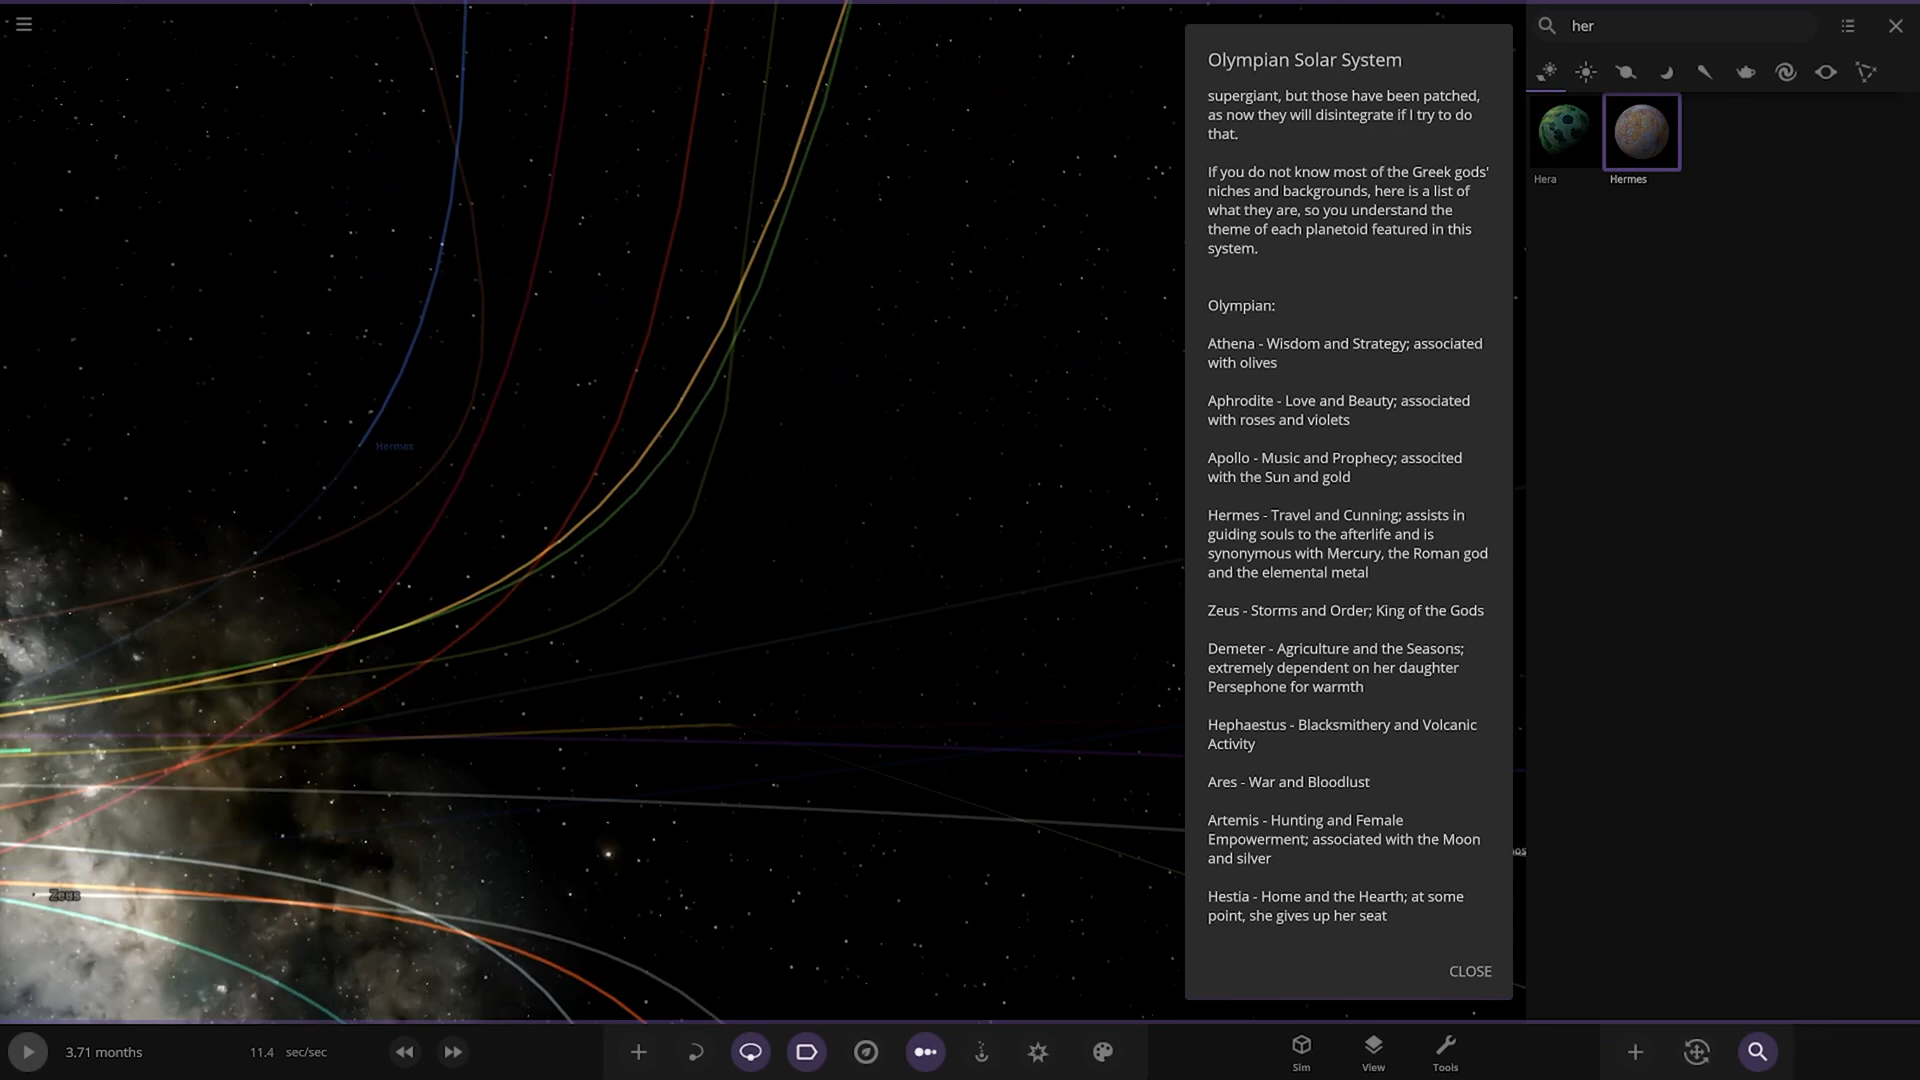 her
Hera
Hermes
Olympian Solar System
supergiant, but those have been patched,
as now they will disintegrate if I try to do
that.
If you do not know most of the Greek gods'
niches and backgrounds, here is a list of
what they are, so you understand the
theme of each planetoid featured in this
system.
Olympian:
Athena - Wisdom and Strategy; associated
with olives
Aphrodite - Love and Beauty; associated
with roses and violets
Apollo - Music and Prophecy; associted
with the Sun and gold
Hermes - Travel and Cunning; assists in
guiding souls to the afterlife and is
synonymous with Mercury, the Roman god
and the elemental metal
Zeus - Storms and Order; King of the Gods
Demeter - Agriculture and the Seasons;
extremely dependent on her daughter
Persephone for warmth
Hephaestus - Blacksmithery and Volcanic
Activity
Ares - War and Bloodlust
Artemis - Hunting and Female
Empowerment; associated with the Moon
and silver
Hestia - Home and the Hearth; at some
point, she gives up her seat
CLOSE
Hermes
Zeus
3.71 months
11.4 sec/sec
Sim
View
Tools